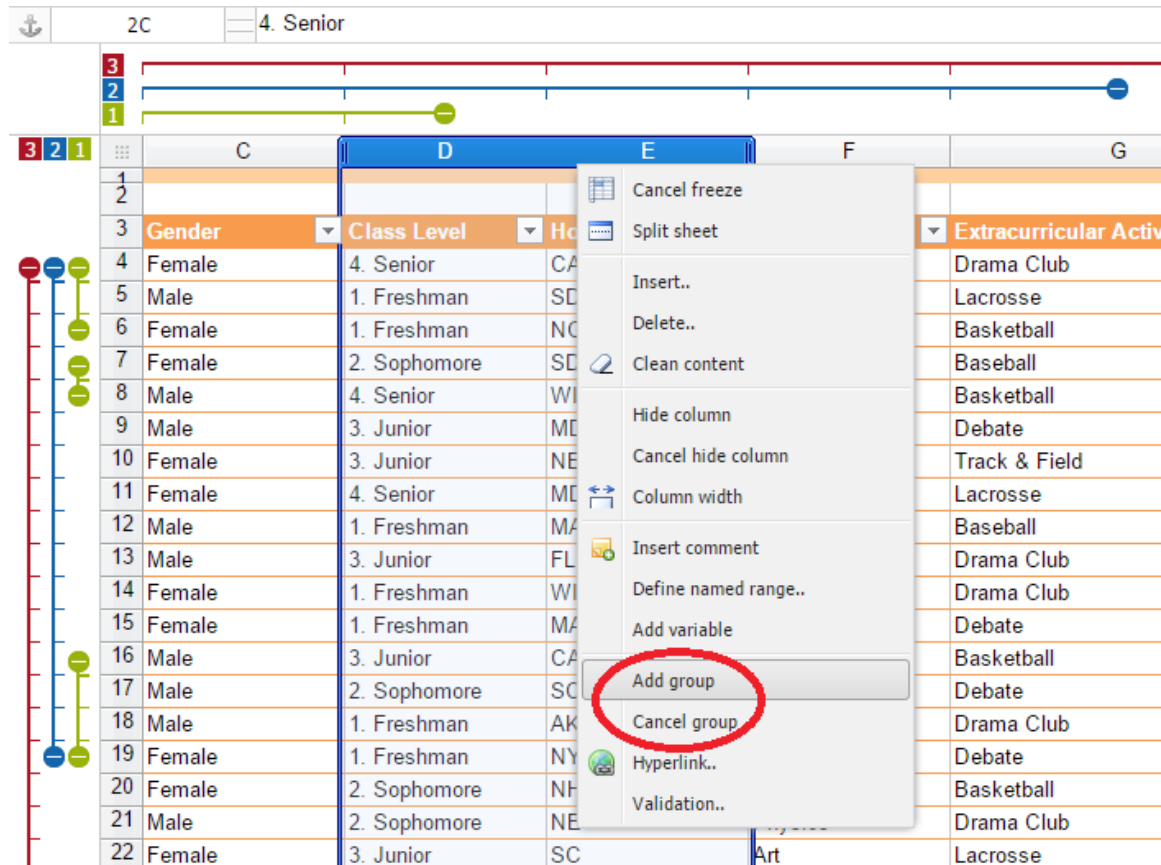 2C 4. Senior
3
2
1
3 2 1 C D E F G
1
2
3 Gender Class Level Ho Extracurricular Activ
Cancel freeze
Split sheet
Insert..
Delete..
Clean content
Hide column
Cancel hide column
Column width
Insert comment
Define named range..
Add variable
Add group
Cancel group
Hyperlink..
Validation..
4 Female 4. Senior CA Drama Club
5 Male 1. Freshman SD Lacrosse
6 Female 1. Freshman NC Basketball
7 Female 2. Sophomore SD Baseball
8 Male 4. Senior WI Basketball
9 Male 3. Junior MD Debate
10 Female 3. Junior NE Track & Field
11 Female 4. Senior MD Lacrosse
12 Male 1. Freshman MA Baseball
13 Male 3. Junior FL Drama Club
14 Female 1. Freshman WI Drama Club
15 Female 1. Freshman MA Debate
16 Male 3. Junior CA Basketball
17 Male 2. Sophomore SC Debate
18 Male 1. Freshman AK Drama Club
19 Female 1. Freshman NY Debate
20 Female 2. Sophomore NH Basketball
21 Male 2. Sophomore NE Drama Club
22 Female 3. Junior SC Art Lacrosse